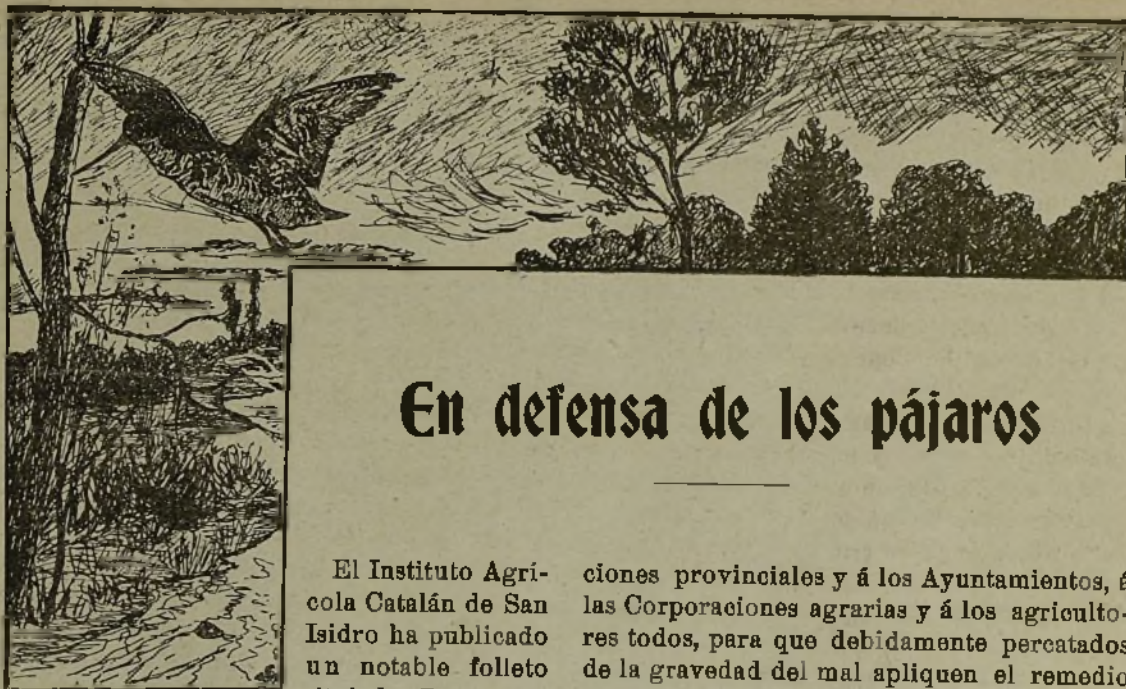 En defensa de los pájaros
El Instituto Agrí-
cola Catalán de San
Isidro ha publicado
un notable folleto
ciones provinciales y á los Ayuntamientos, á
las Corporaciones agrarias y á los agriculto-
res todos, para que debidamente percatados
de la gravedad del mal apliquen el remedio